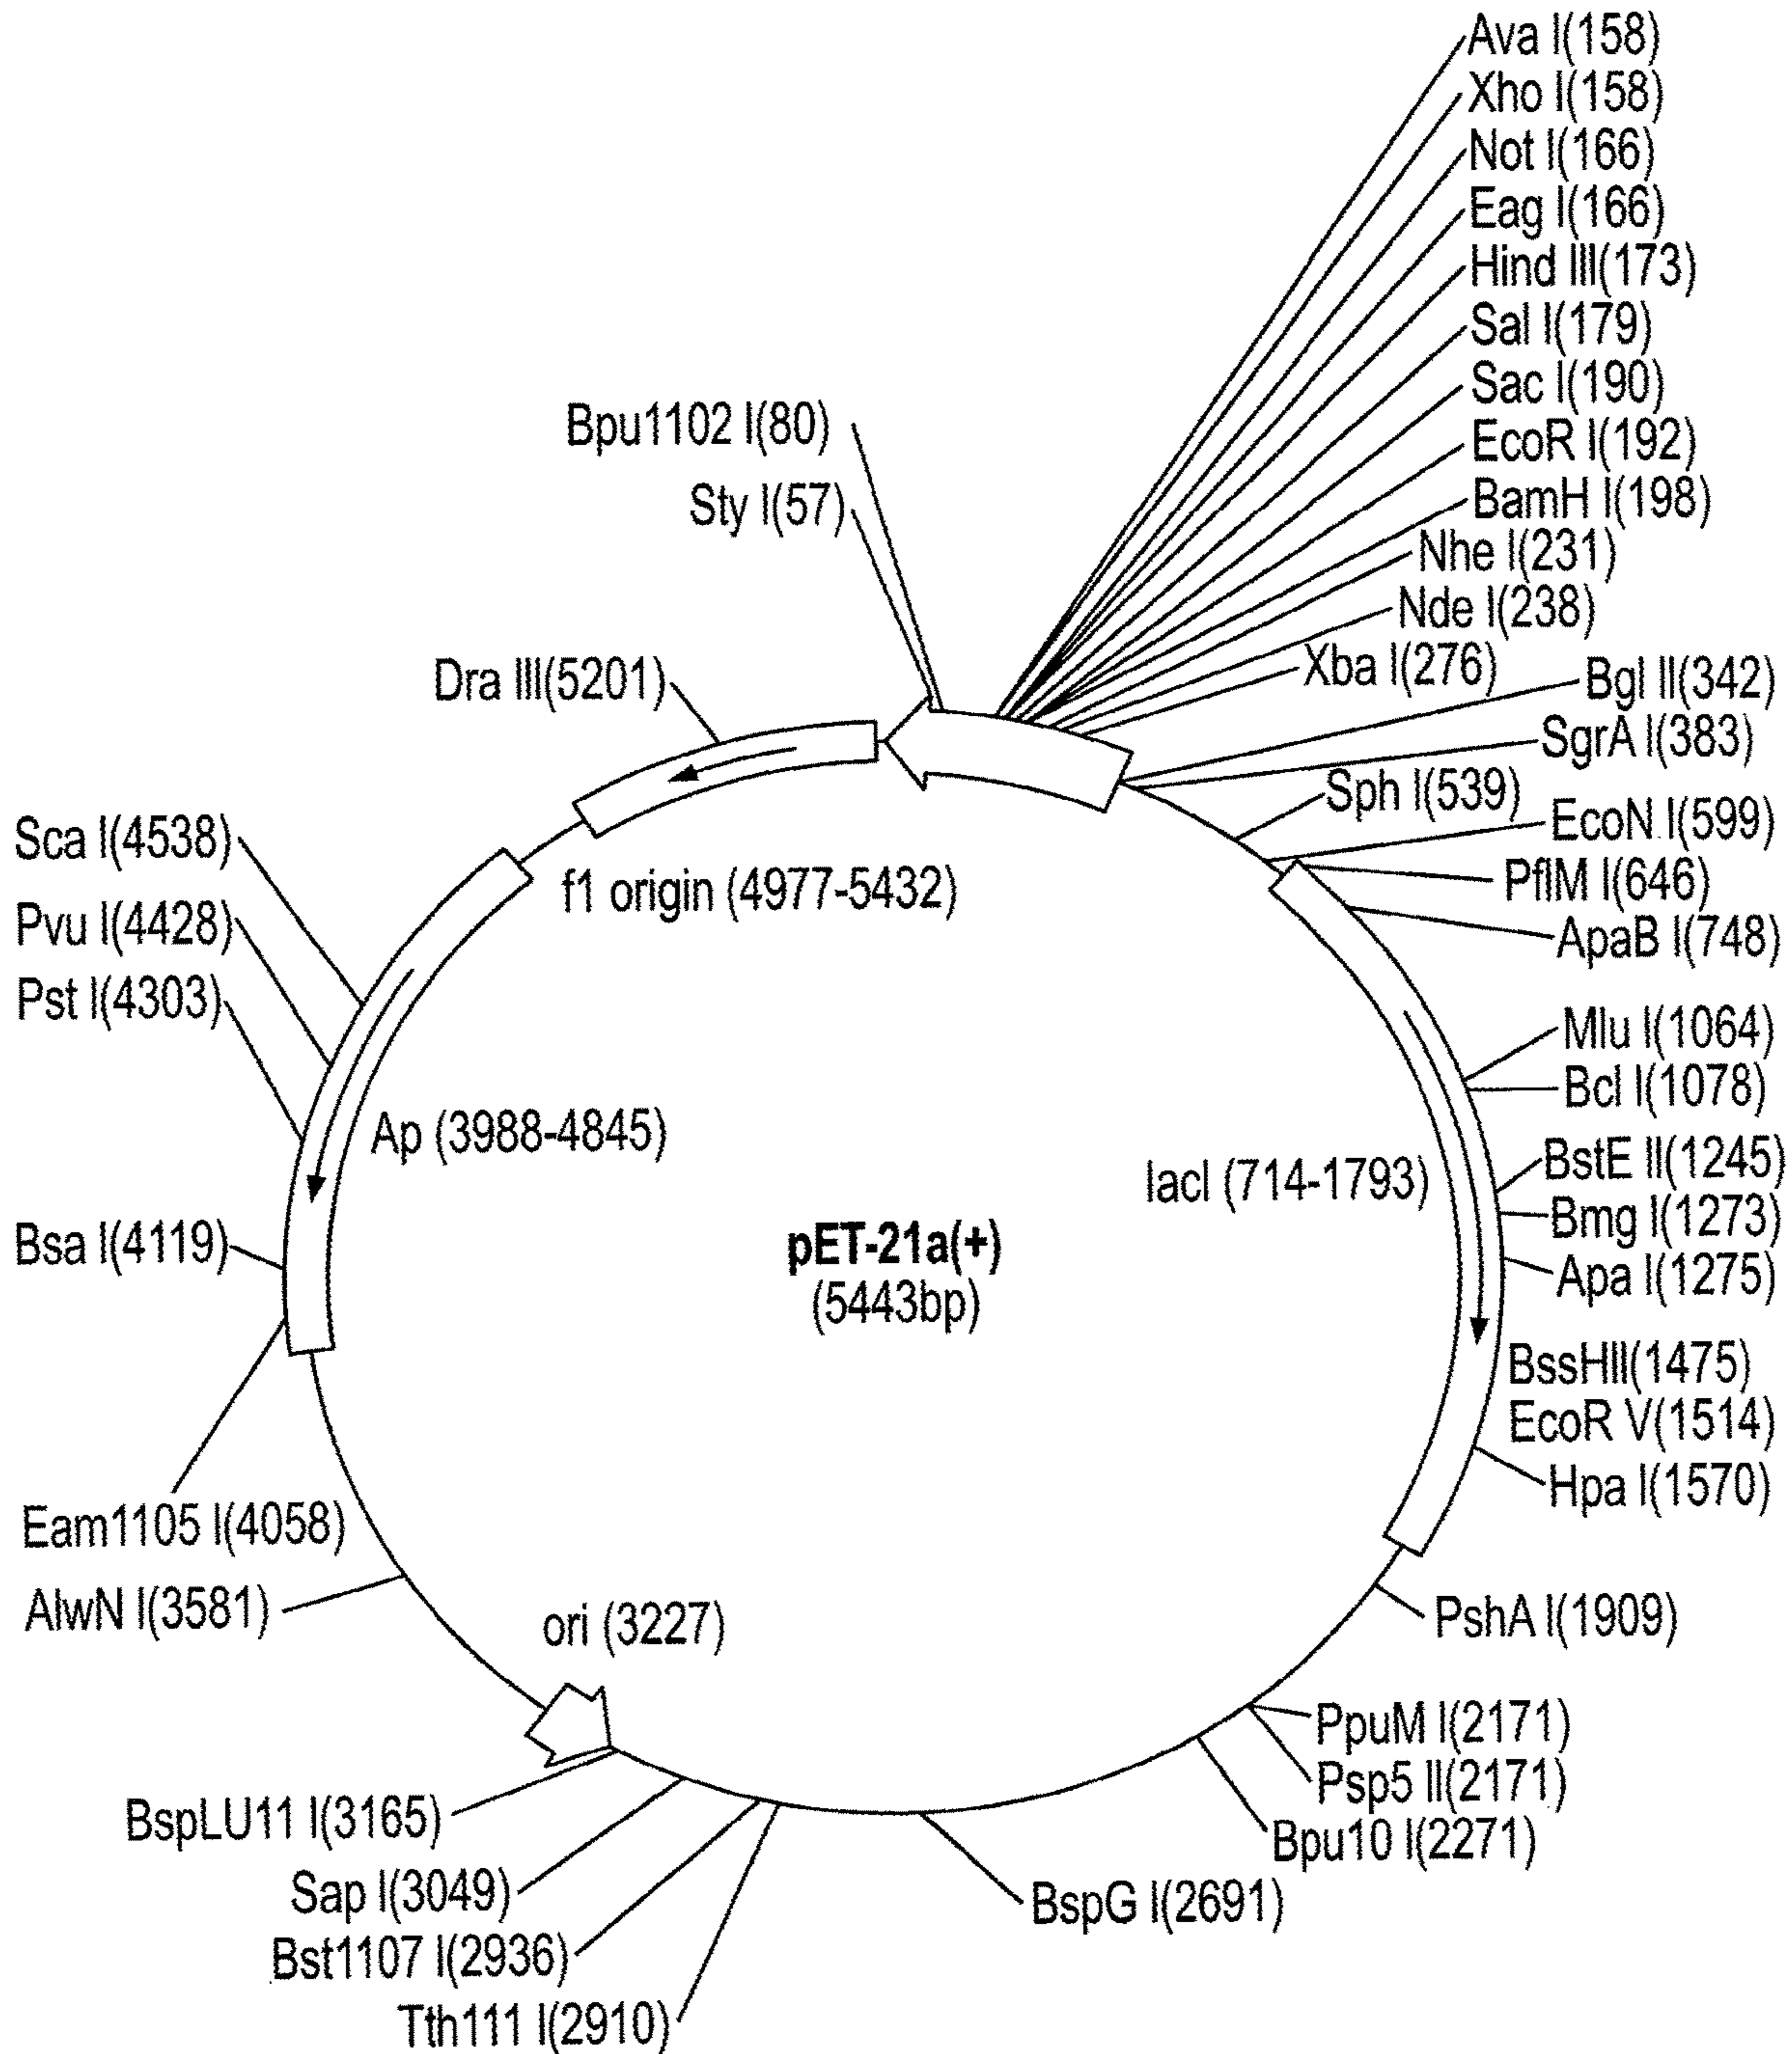 Ava I(158)
Xho I(158)
Not I(166)
Eag I(166)
Hind III(173)
Sal I(179)
Sac I(190)
EcoR I(192)
BamH I(198)
Nhe I(231)
Nde I(238)
Xba I(276)
Bgl II(342)
SgrA I(383)
Sph I(539)
EcoN I(599)
PflM I(646)
ApaB I(748)
Mlu I(1064)
Bcl I(1078)
BstE II(1245)
Bmg I(1273)
Apa I(1275)
BssHII(1475)
EcoR V(1514)
Hpa I(1570)
PshA I(1909)
PpuM I(2171)
Psp5 II(2171)
Bpu10 I(2271)
BspG I(2691)
Tth111 I(2910)
Bst1107 I(2936)
Sap I(3049)
BspLU11 I(3165)
ori (3227)
AlwN I(3581)
Eam1105 I(4058)
Bsa I(4119)
Pst I(4303)
Pvu I(4428)
Sca I(4538)
Dra III(5201)
Sty I(57)
Bpu1102 I(80)
f1 origin (4977-5432)
Ap (3988-4845)
lacI (714-1793)
pET-21a(+)
(5443bp)